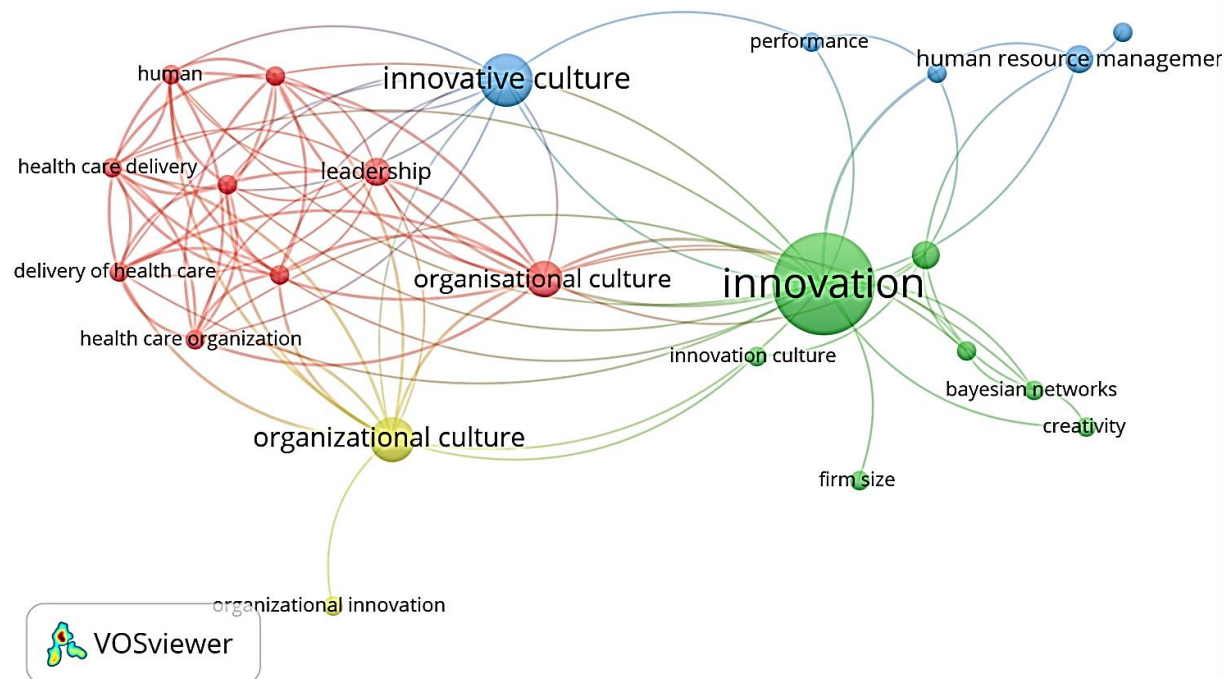 performance
human resource managemer
human
innovative culture
health care delivery
leadership
delivery of health care
organisational culture
innovation
health care organization
innovation culture
bayesian networks
creativity
organizational culture
firm size
organizational innovation
VOSviewer